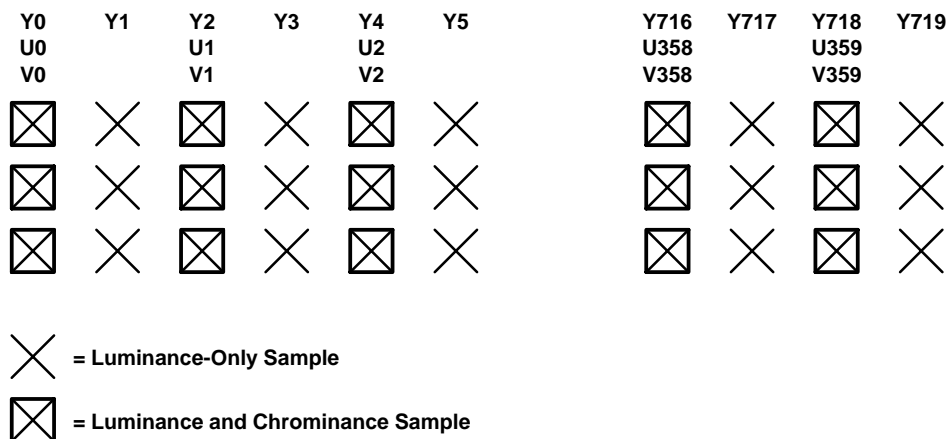 Y0 Y1 Y2 Y3 Y4 Y5 Y716 Y717 Y718 Y719
U0 U1 U2 U358 U359
V0 V1 V2 V358 V359
= Luminance-Only Sample
= Luminance and Chrominance Sample